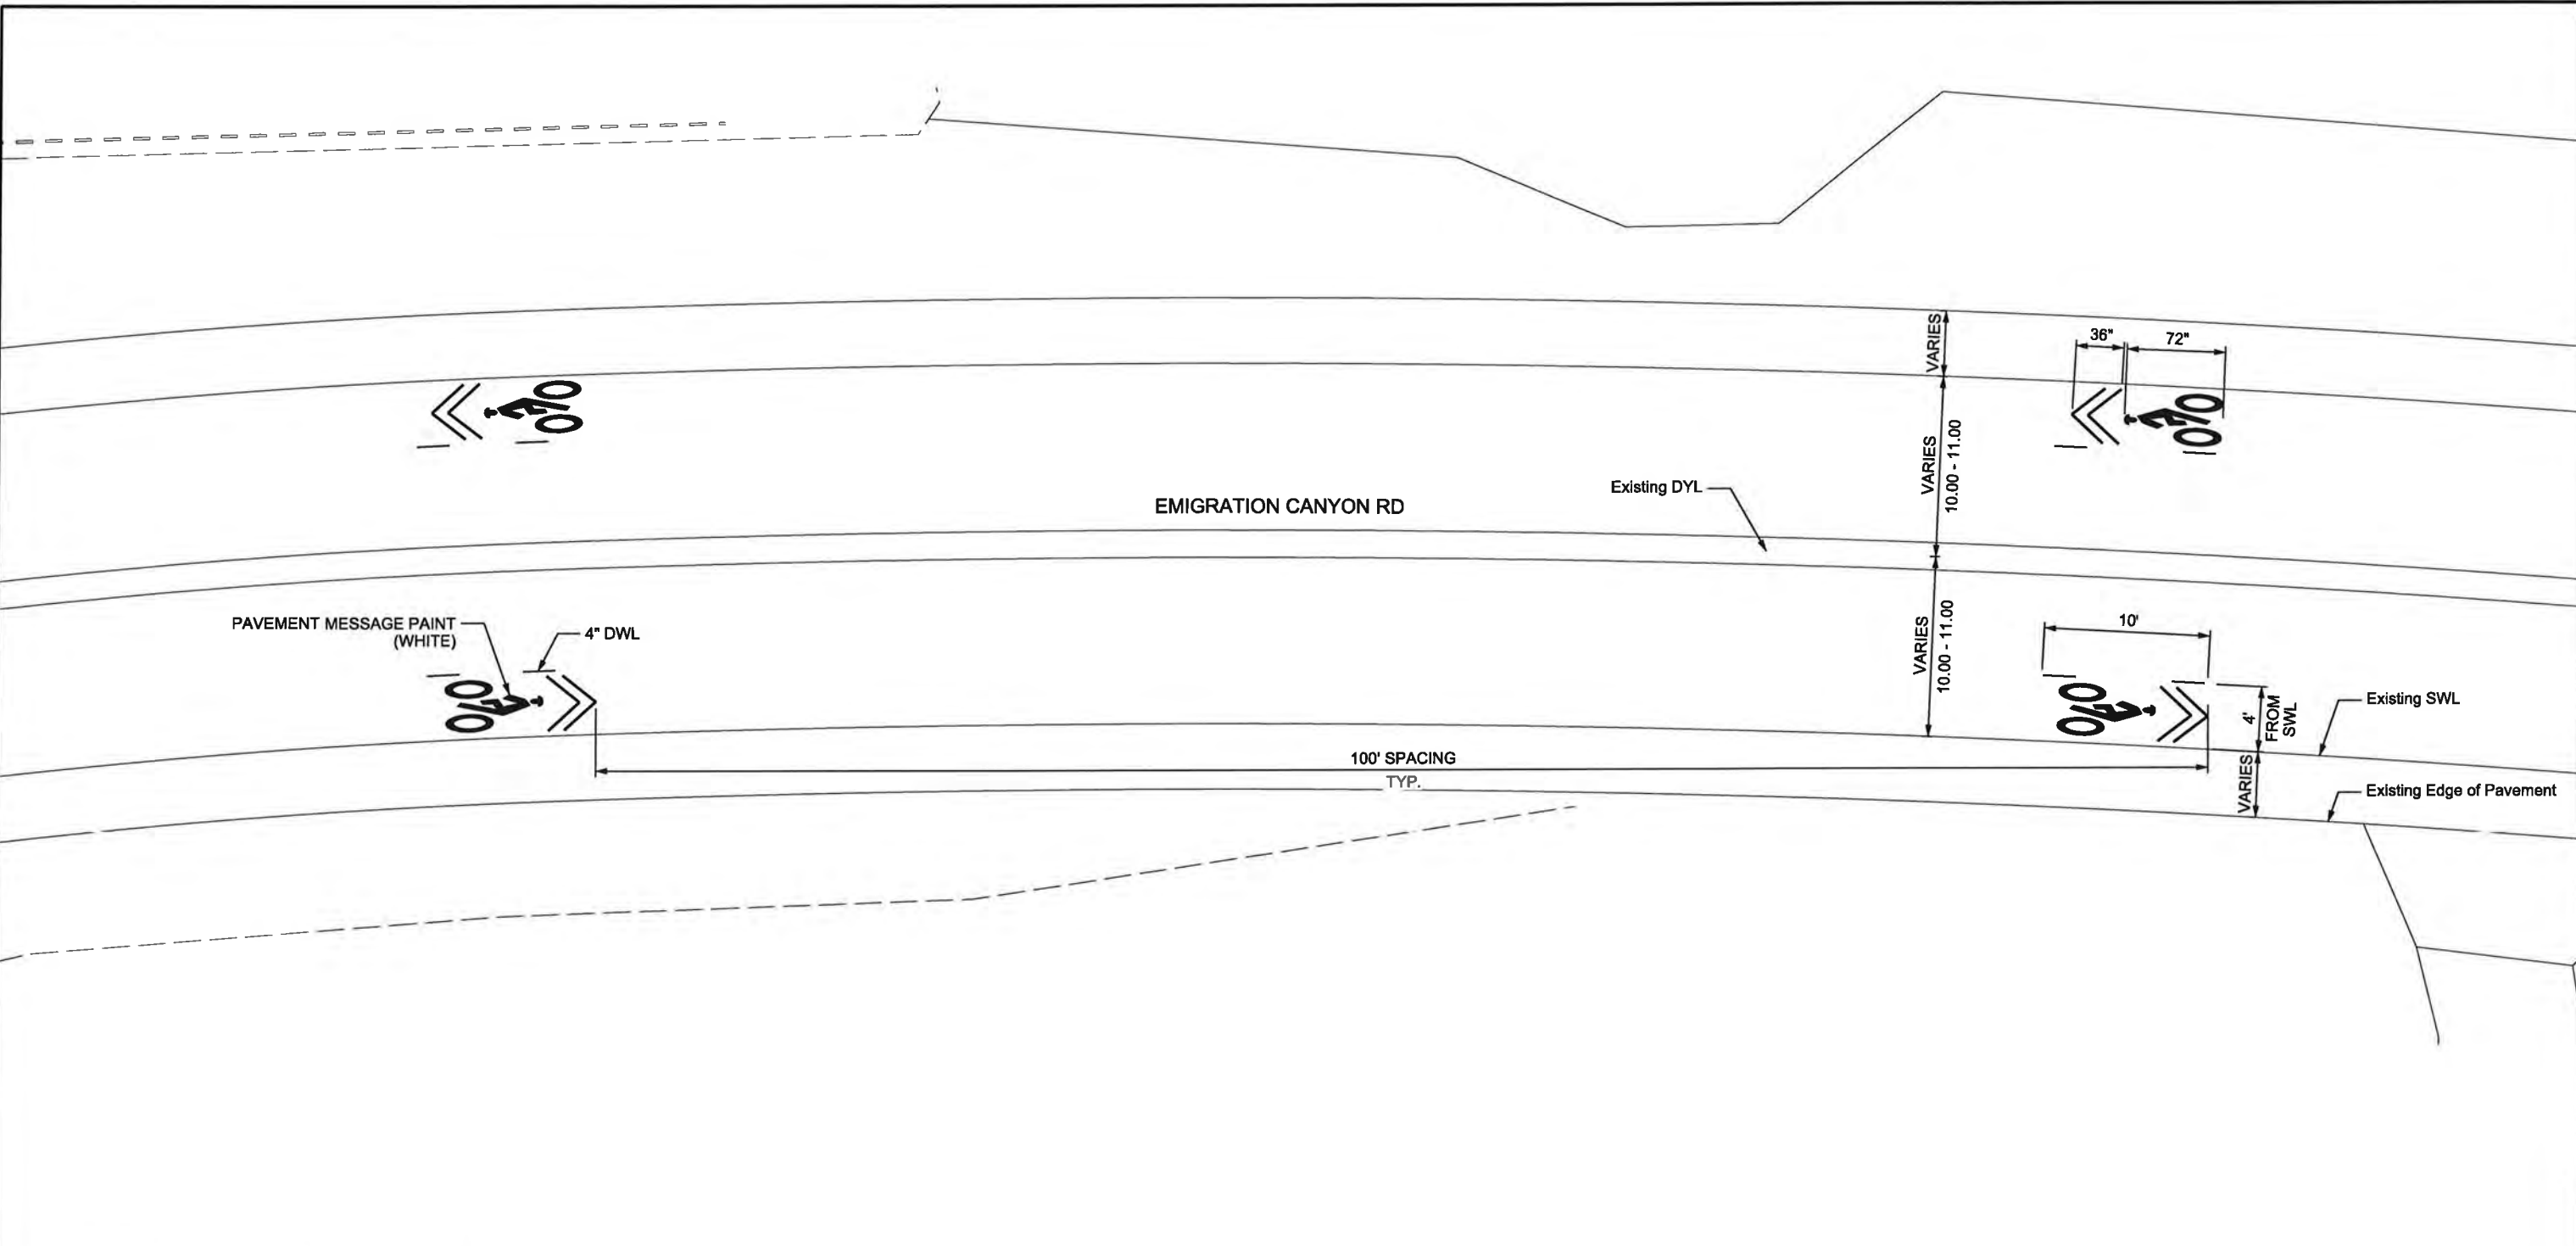 VARIES
36"
72"
VARIES
10.00 - 11.00
Existing DYL
EMIGRATION CANYON RD
PAVEMENT MESSAGE PAINT
(WHITE)
4" DWL
VARIES
10.00 - 11.00
10'
4'
FROM
SWL
Existing SWL
100' SPACING
TYP.
VARIES
Existing Edge of Pavement